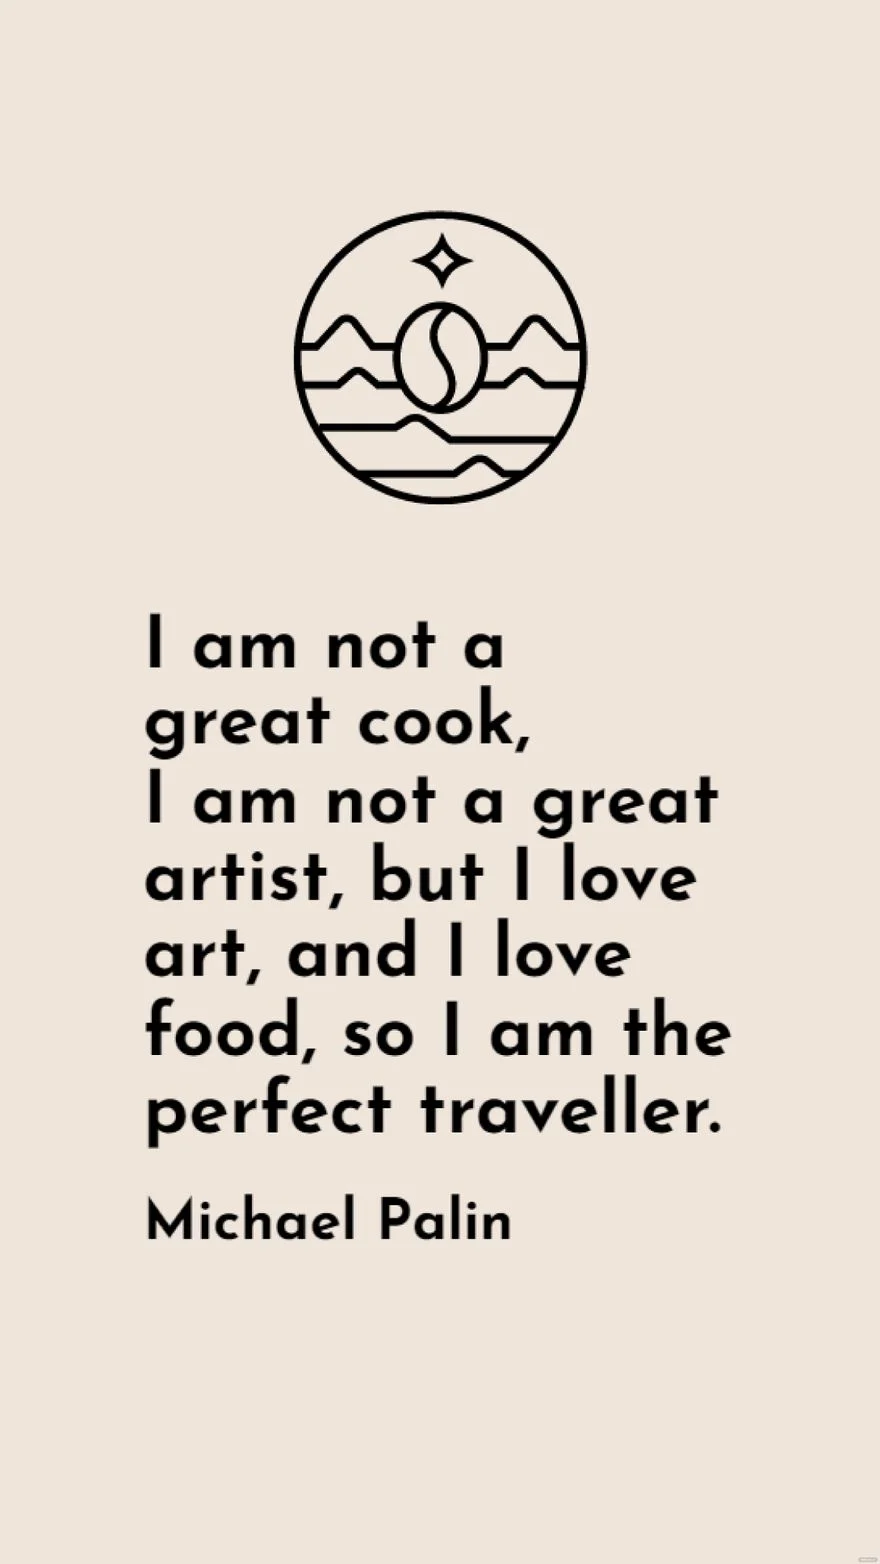 I am not a
great cook,
I am not a great
artist, but I love
art, and I love
food, so I am the
perfect traveller.
Michael Palin